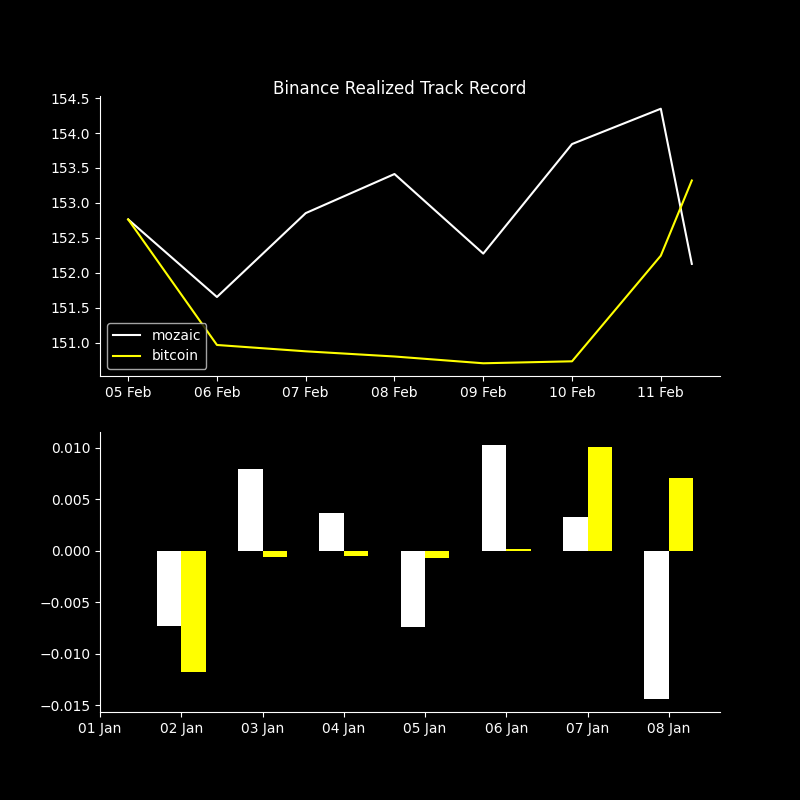 Binance Realized Track Record
154.5
154.0
153.5
153.0
152.5
152.0
151.5
151.0
mozaic
bitcoin
05 Feb 06 Feb 07 Feb 08 Feb 09 Feb 10 Feb 11 Feb
0.010
0.005
0.000
−0.005
−0.010
−0.015
01 Jan 02 Jan 03 Jan 04 Jan 05 Jan 06 Jan 07 Jan 08 Jan